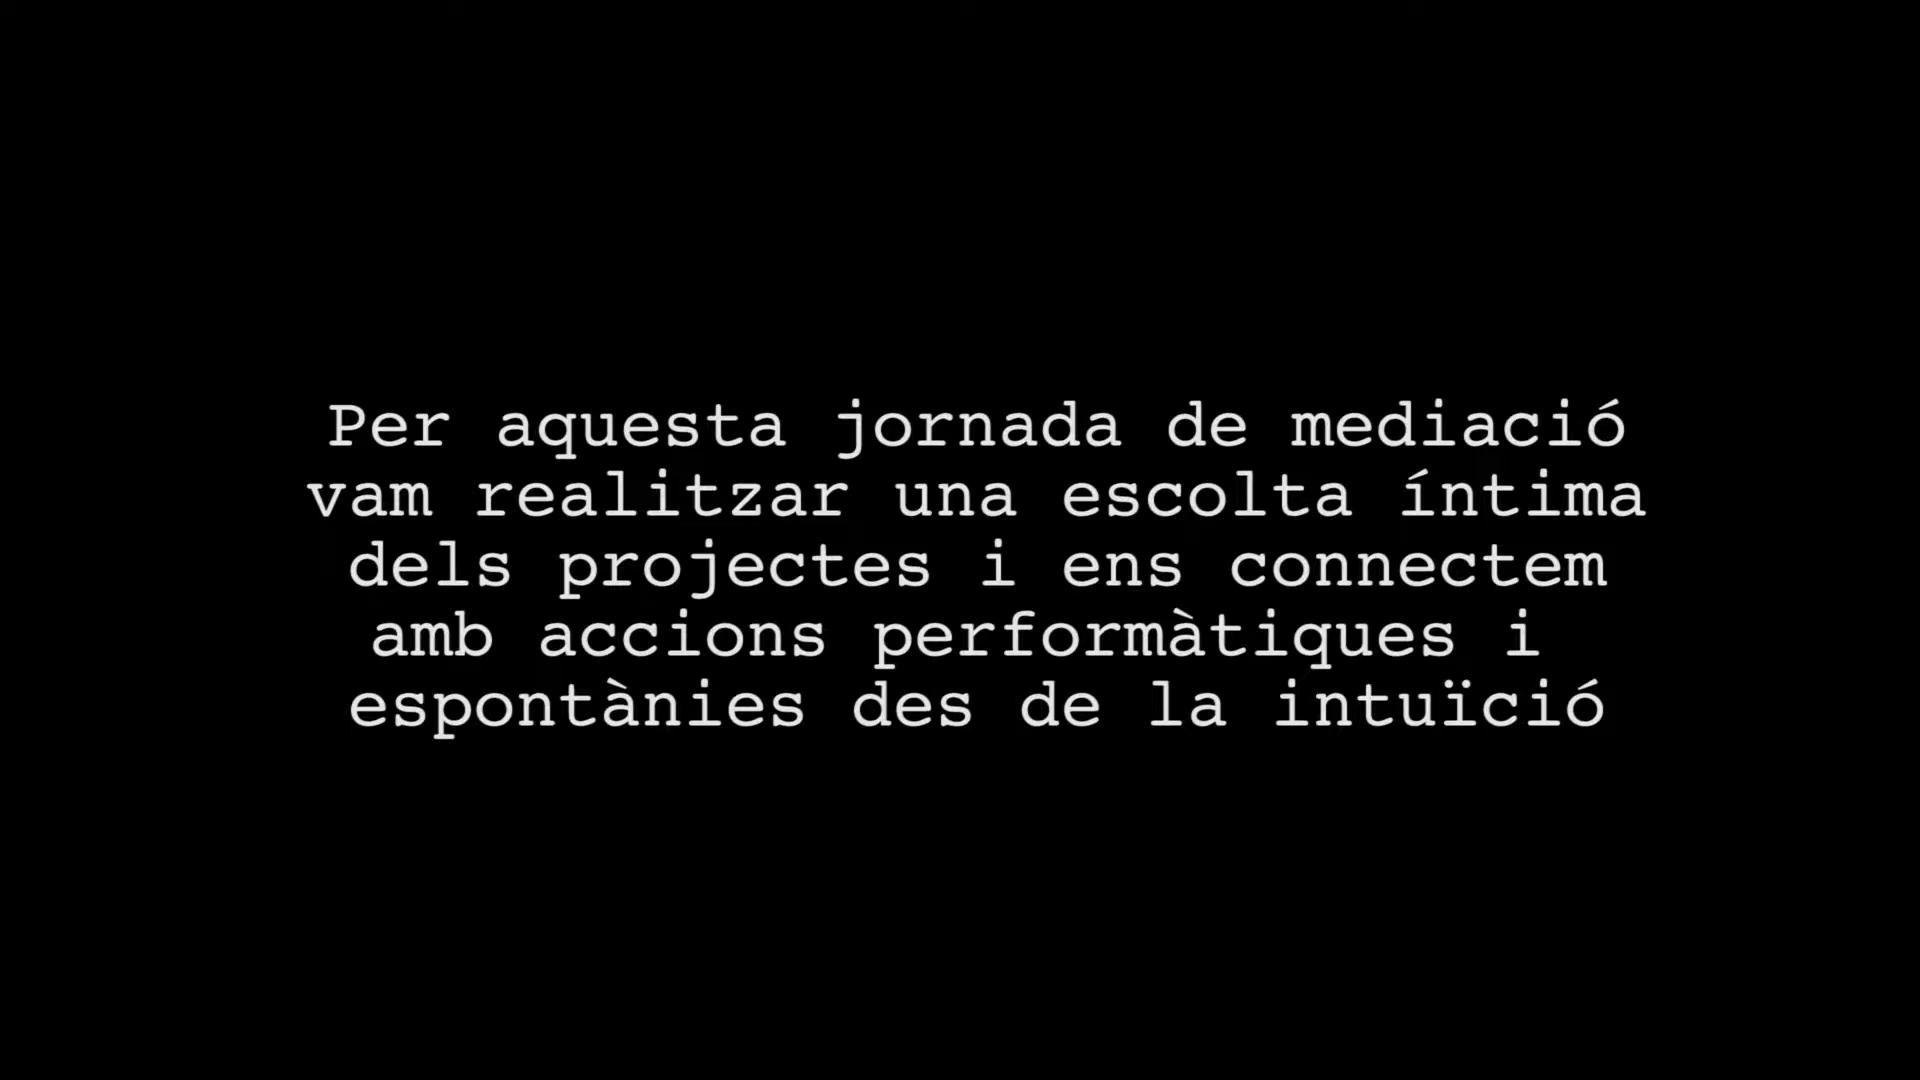 Per aquesta jornada de mediació
vam realitzar una escolta íntima
dels projectes i ens connectem
amb accions performàtiques i
espontànies des de la intuïció